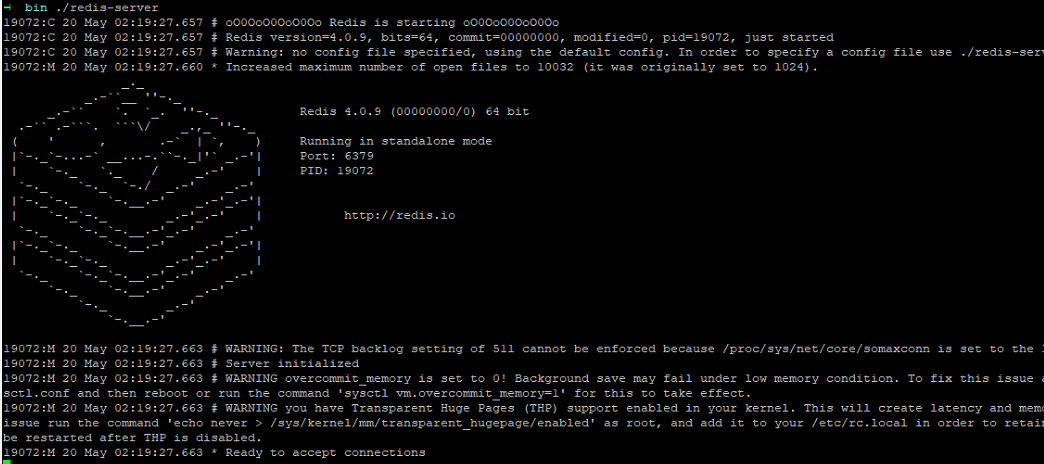 bin ./redis-server
19072:C 20 May 02:19:27.657 # oO0OoO0OoO0Oo Redis is starting oO0OoO0OoO0Oo
19072:C 20 May 02:19:27.657 # Redis version=4.0.9, bits=64, commit=00000000, modified=0, pid=19072, just started
19072:C 20 May 02:19:27.657 # Warning: no config file specified, using the default config. In order to specify a config file use ./redis-serv
19072:M 20 May 02:19:27.660 * Increased maximum number of open files to 10032 (it was originally set to 1024).
Redis 4.0.9 (00000000/0) 64 bit
Running in standalone mode
Port: 6379
PID: 19072
http://redis.io
19072:M 20 May 02:19:27.663 # WARNING: The TCP backlog setting of 511 cannot be enforced because /proc/sys/net/core/somaxconn is set to the
19072:M 20 May 02:19:27.663 # Server initialized
19072:M 20 May 02:19:27.663 # WARNING overcommit_memory is set to 0! Background save may fail under low memory condition. To fix this issue a
sctl.conf and then reboot or run the command 'sysctl vm.overcommit_memory=1' for this to take effect.
19072:M 20 May 02:19:27.663 # WARNING you have Transparent Huge Pages (THP) support enabled in your kernel. This will create latency and memo
issue run the command 'echo never > /sys/kernel/mm/transparent_hugepage/enabled' as root, and add it to your /etc/rc.local in order to retain
be restarted after THP is disabled.
19072:M 20 May 02:19:27.663 * Ready to accept connections